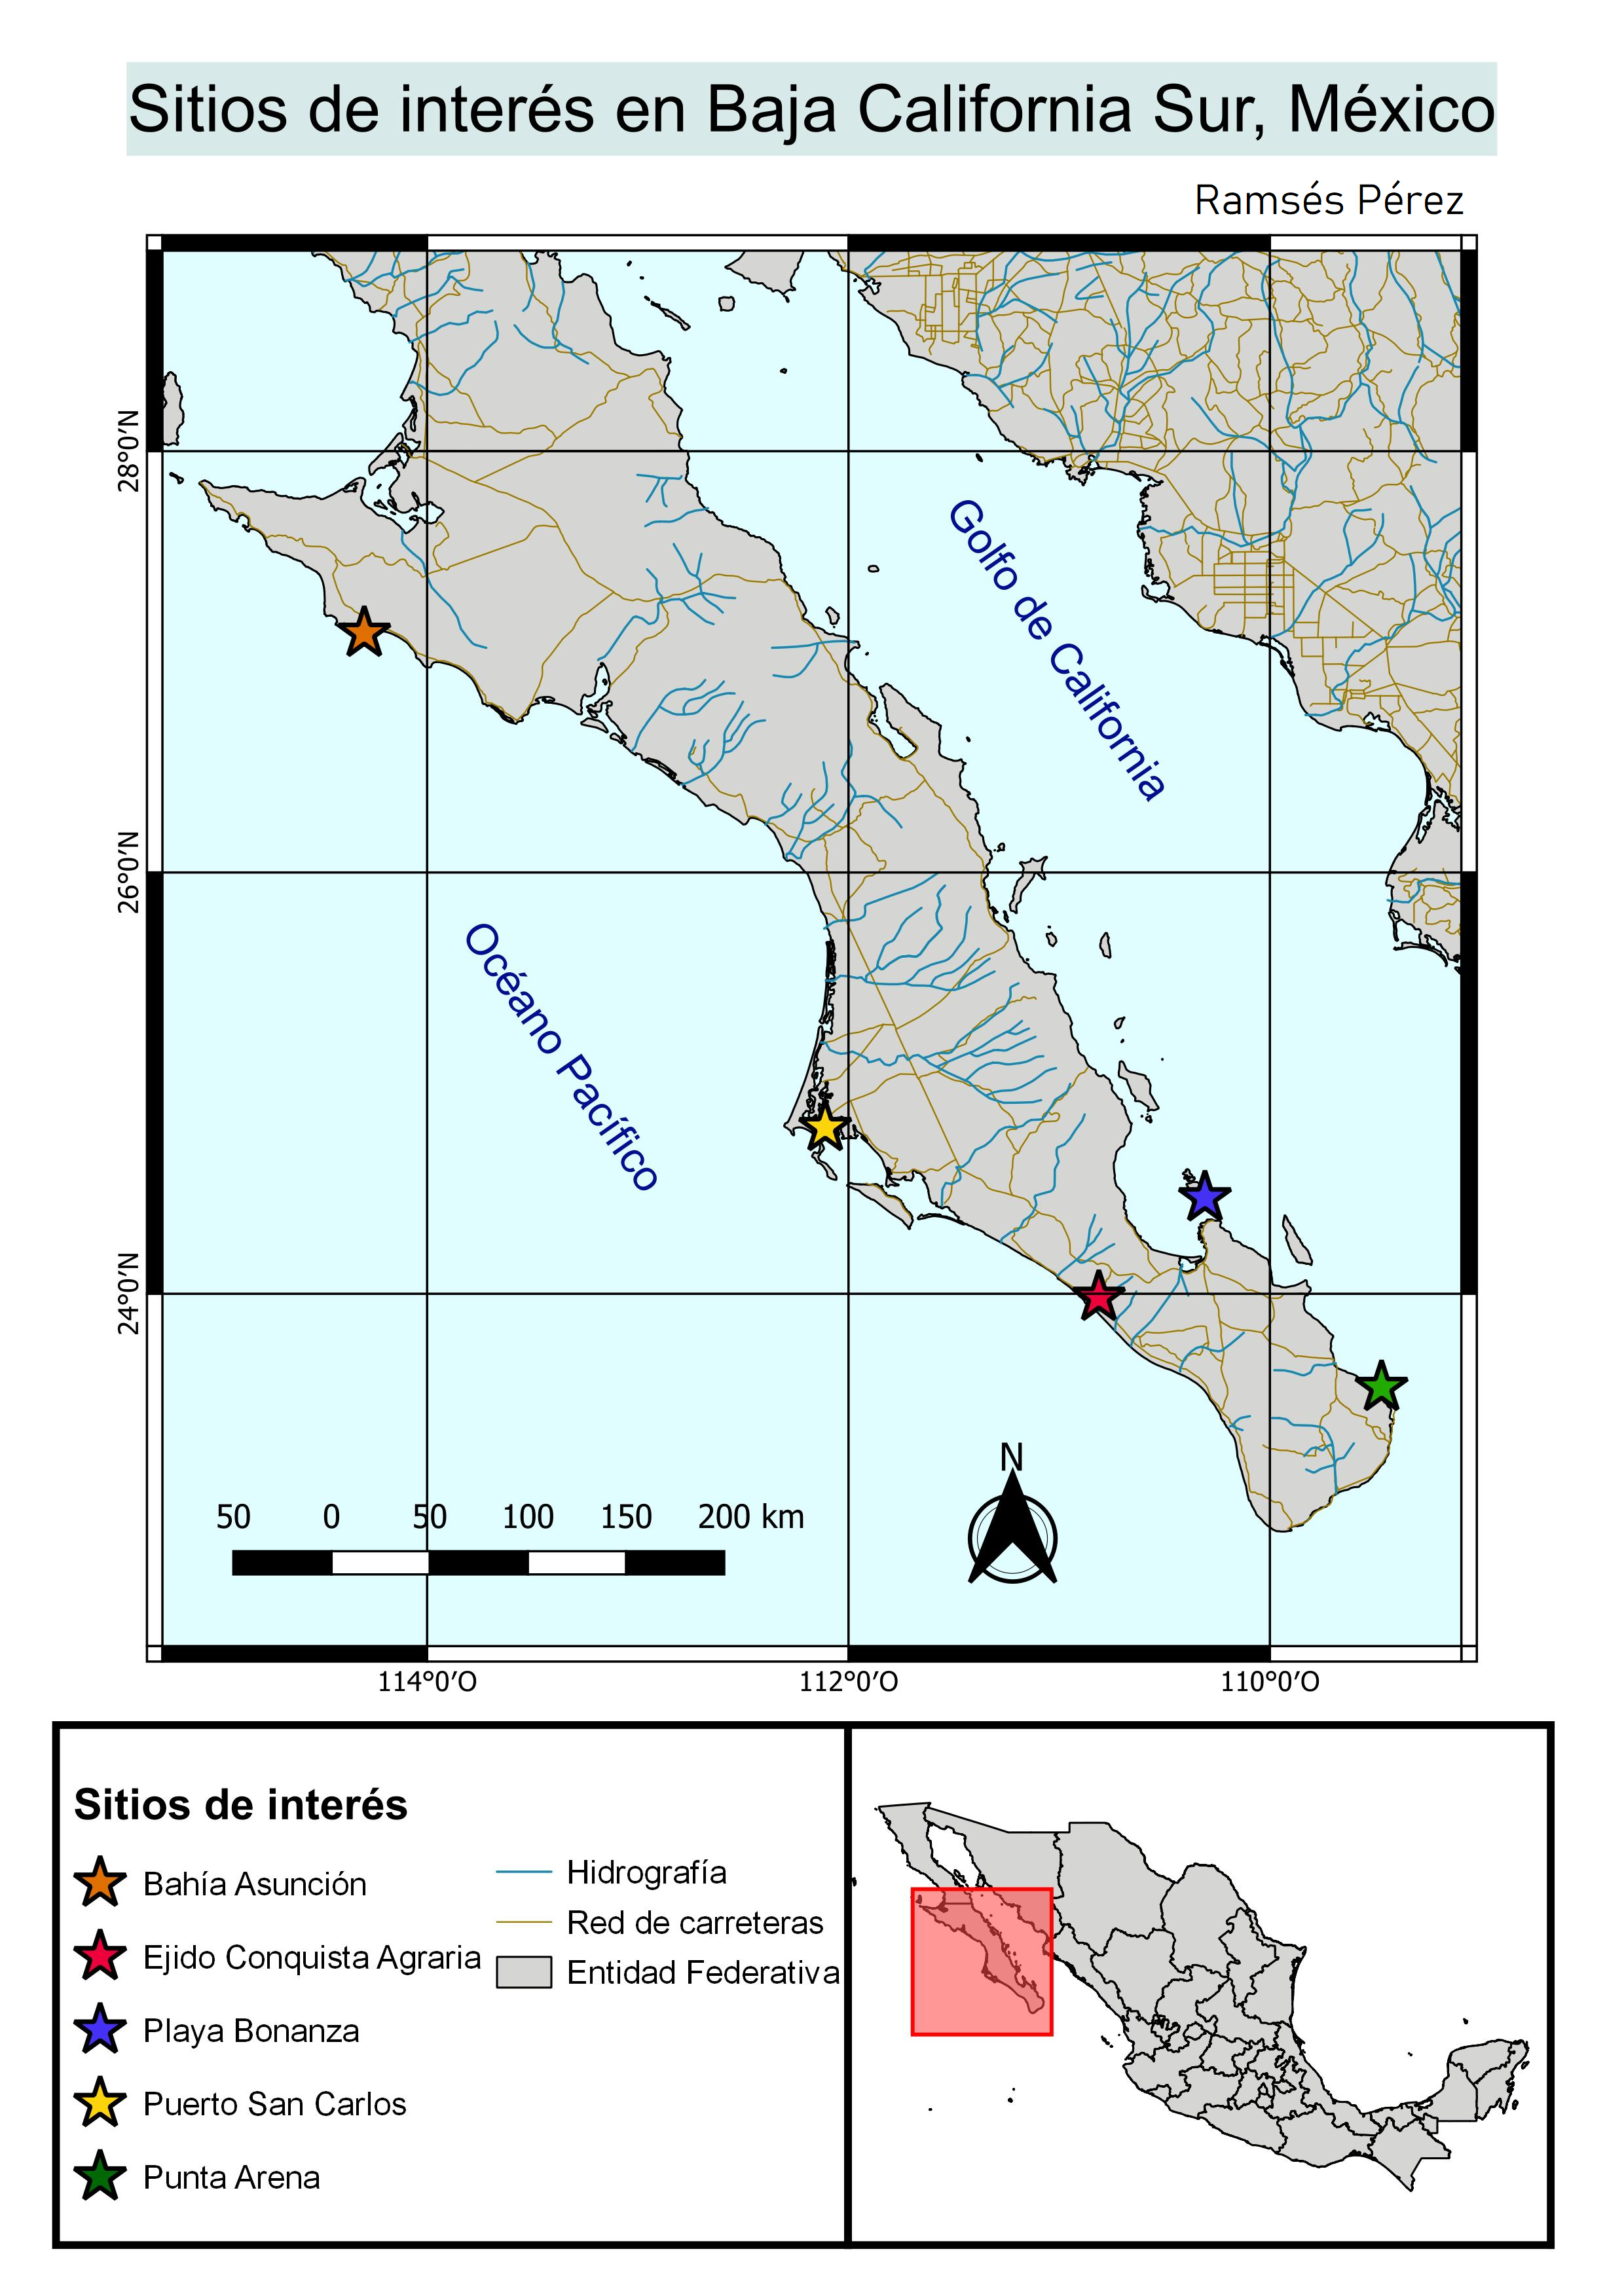 Sitios de interés en Baja California Sur, México
Ramsés Pérez
28°0′N
26°0′N
24°0′N
Golfo de California
Océano Pacífico
N
50 0 50 100 150 200 km
114°0′O 112°0′O 110°0′O
Sitios de interés
Bahía Asunción
Ejido Conquista Agraria
Playa Bonanza
Puerto San Carlos
Punta Arena
Hidrografía
Red de carreteras
Entidad Federativa